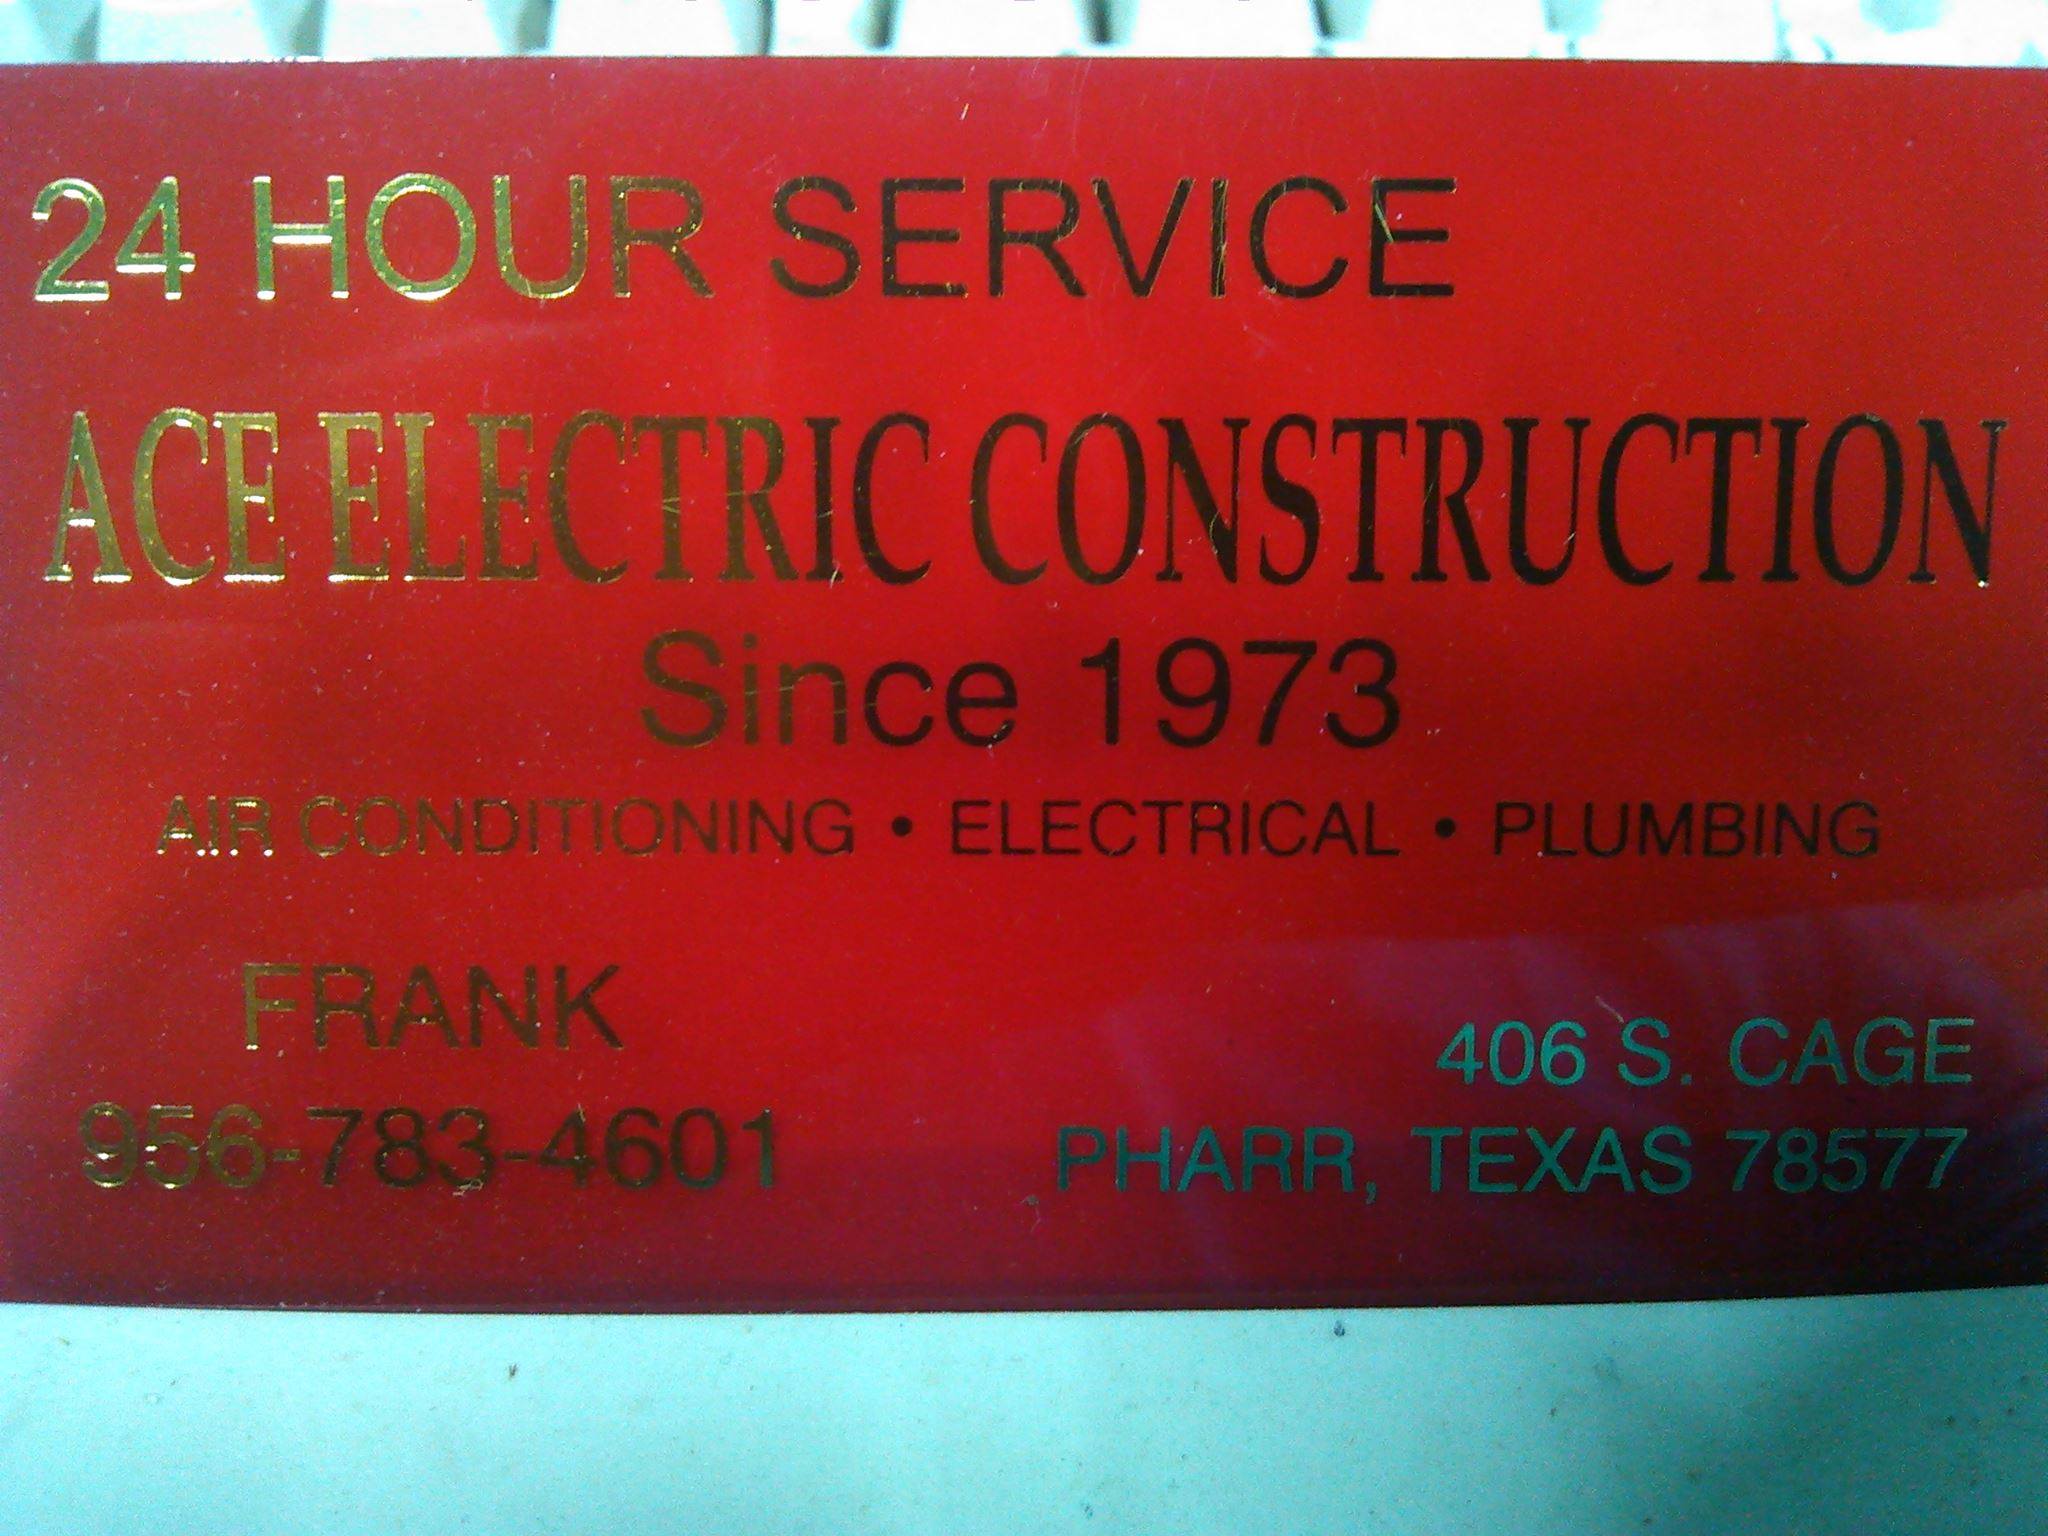 24 HOUR SERVICE
ACE ELECTRIC CONSTRUCTION
Since 1973
AIR CONDITIONING • ELECTRICAL • PLUMBING
FRANK
956-783-4601
406 S. CAGE
PHARR, TEXAS 78577